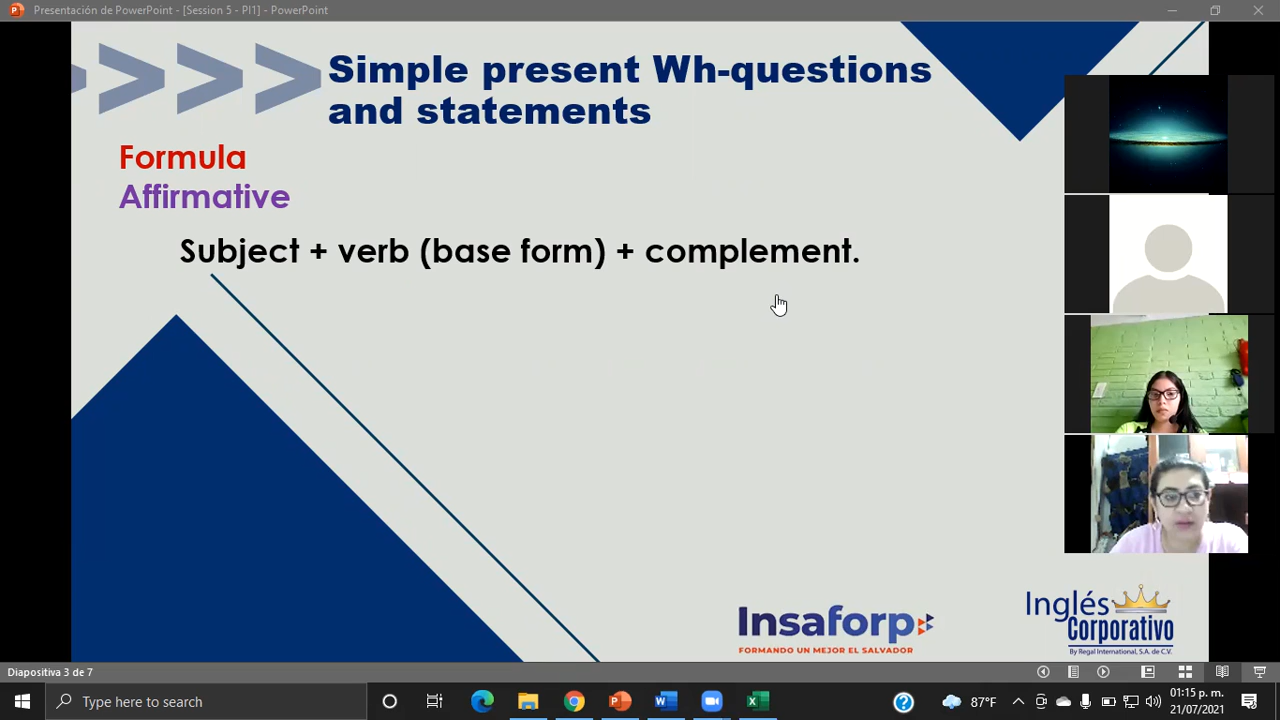 Presentación de PowerPoint - [Session 5 - PI1] - PowerPoint
Simple present Wh-questions
and statements
Formula
Affirmative
Subject + verb (base form) + complement.
Insaforp
FORMANDO UN MEJOR EL SALVADOR
Inglés
Corporativo
By Regal International, S.A. de C.V.
Diapositiva 3 de 7
Type here to search
87°F
01:15 p. m.
21/07/2021